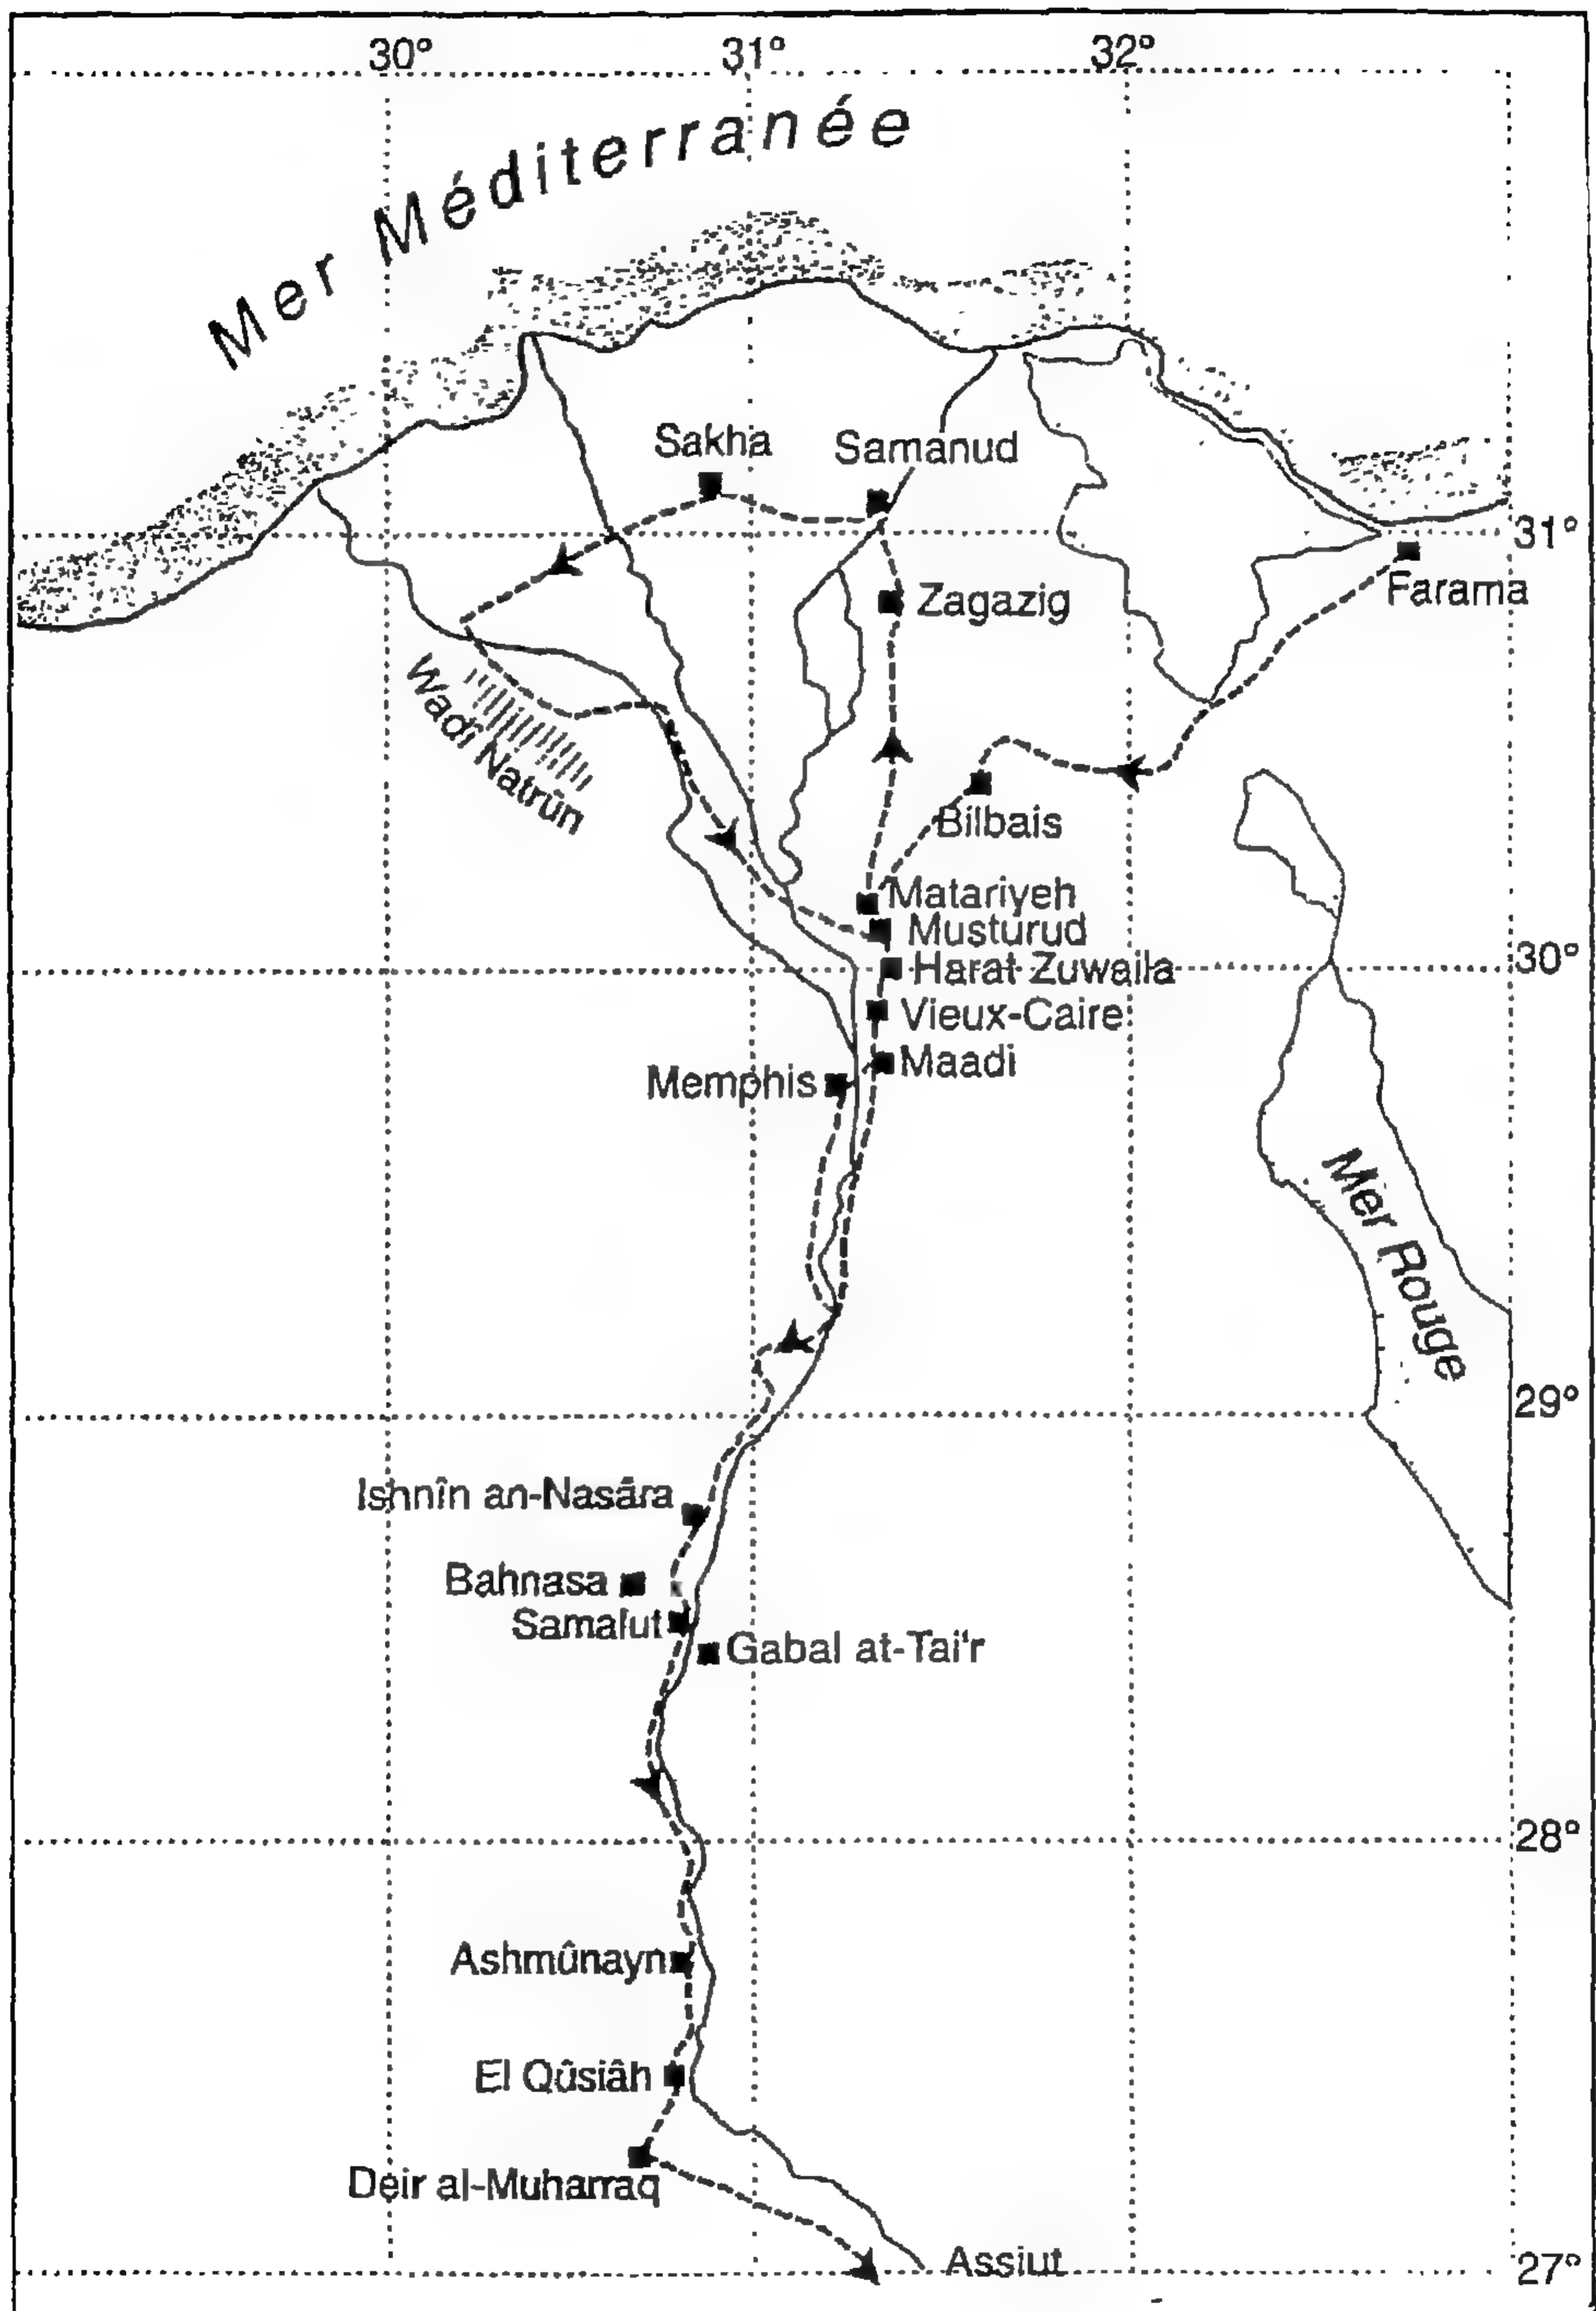 30°
31°
32°
Mer Méditerranée
Sakha
Samanud
31°
Farama
Zagazig
Wadî Natrûn
Bilbais
Matariyeh
Musturud
Harat Zuwaila
30°
Vieux-Caire
Maadi
Memphis
Mer Rouge
29°
Ishnîn an-Nasâra
Bahnasa
Samalut
Gabal at-Tai'r
28°
Ashmûnayn
El Qûsiâh
Deir al-Muharraq
Assiut
27°